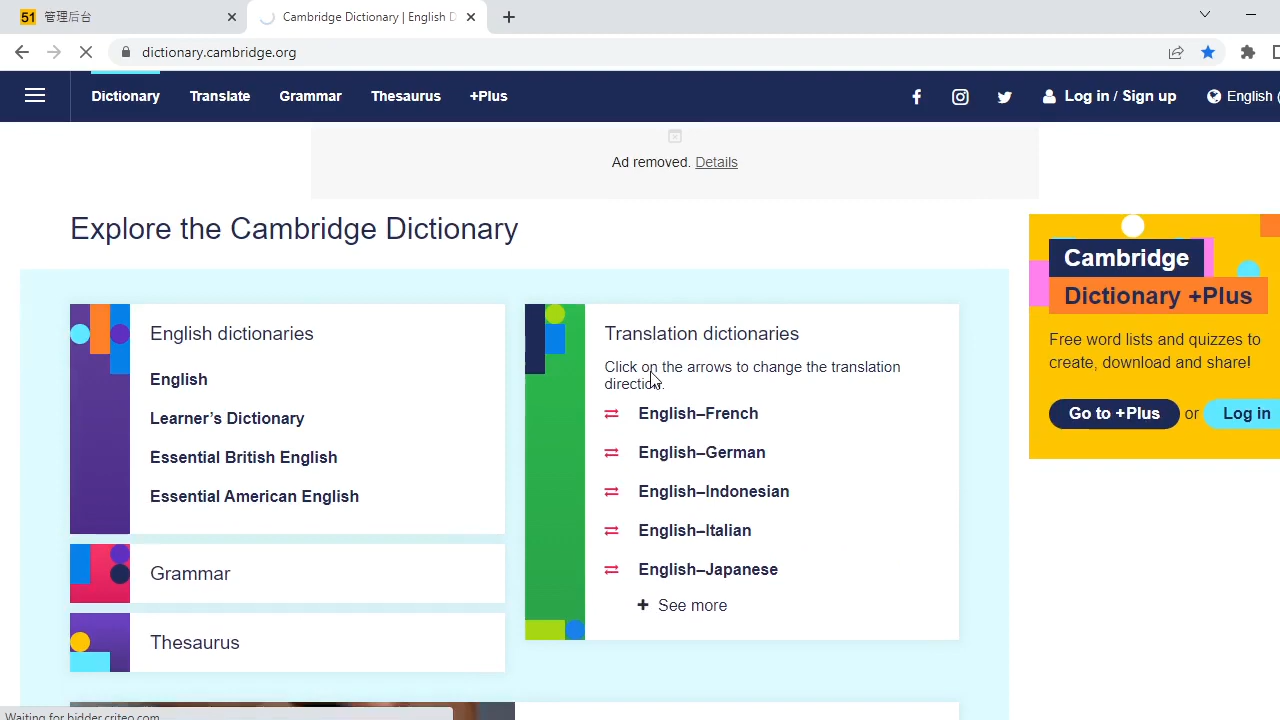 51 管理后台
Cambridge Dictionary | English D
dictionary.cambridge.org
Dictionary Translate Grammar Thesaurus +Plus
Log in / Sign up
English (
Ad removed. Details
Explore the Cambridge Dictionary
English dictionaries
English
Learner’s Dictionary
Essential British English
Essential American English
Grammar
Thesaurus
Translation dictionaries
Click on the arrows to change the translation
direction.
English–French
English–German
English–Indonesian
English–Italian
English–Japanese
See more
Cambridge
Dictionary +Plus
Free word lists and quizzes to
create, download and share!
Go to +Plus or Log in
Waiting for bidder.criteo.com